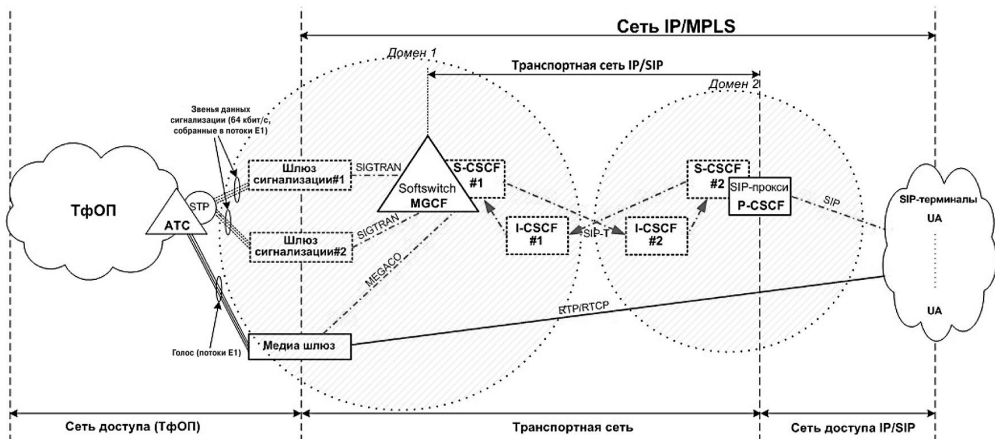 Сеть IP/MPLS
Домен 1
Транспортная сеть IP/SIP
Домен 2
Звенья данных
сигнализации (64 кбит/с,
собранные в потоки E1)
Шлюз
сигнализации#1
SIGTRAN
S-CSCF
#1
S-CSCF
#2
Softswitch
MGCF
SIP-прокси
P-CSCF
SIP
SIP-терминалы
UA
ТфОП
STP
АТС
Шлюз
сигнализации#2
SIGTRAN
I-CSCF
#1
SIP-T
I-CSCF
#2
MEGACO
RTP/RTCP
UA
Голос (потоки E1)
Медиа шлюз
Сеть доступа (ТфОП)
Транспортная сеть
Сеть доступа IP/SIP